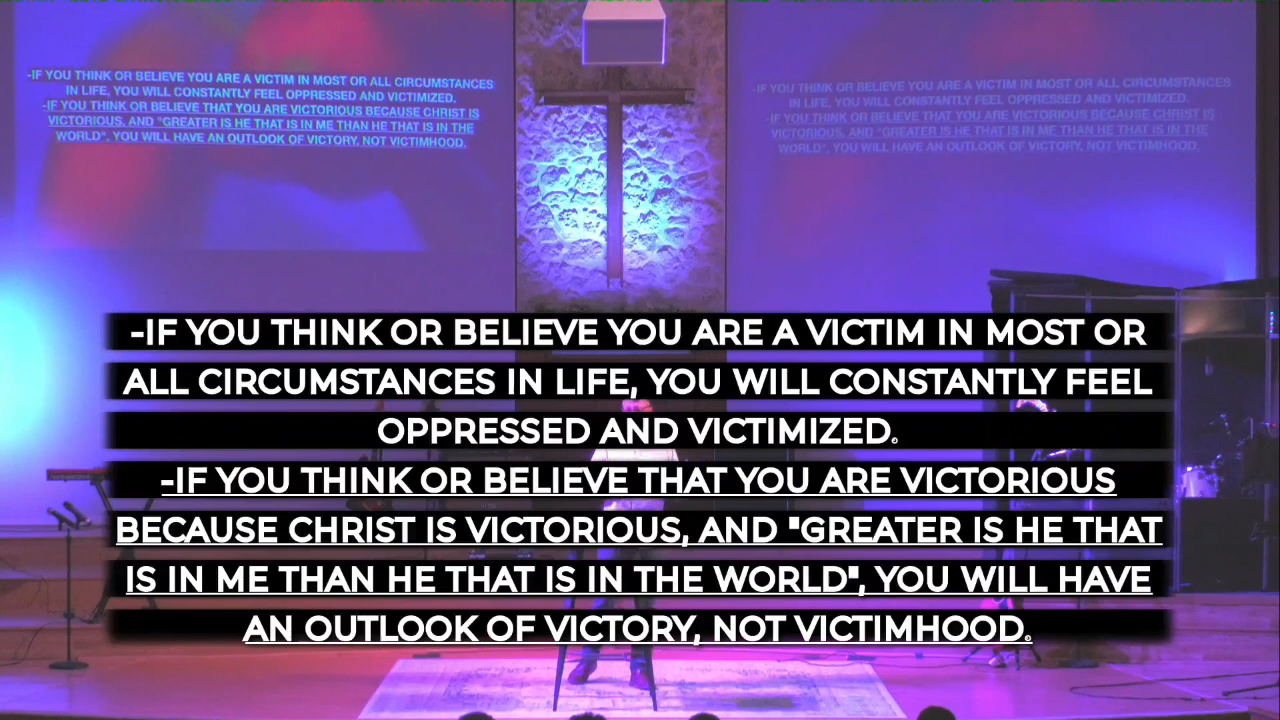 -IF YOU THINK OR BELIEVE YOU ARE A VICTIM IN MOST OR ALL CIRCUMSTANCES
IN LIFE, YOU WILL CONSTANTLY FEEL OPPRESSED AND VICTIMIZED.
-IF YOU THINK OR BELIEVE THAT YOU ARE VICTORIOUS BECAUSE CHRIST IS
VICTORIOUS, AND "GREATER IS HE THAT IS IN ME THAN HE THAT IS IN THE
WORLD", YOU WILL HAVE AN OUTLOOK OF VICTORY, NOT VICTIMHOOD.
-IF YOU THINK OR BELIEVE YOU ARE A VICTIM IN MOST OR ALL CIRCUMSTANCES
IN LIFE, YOU WILL CONSTANTLY FEEL OPPRESSED AND VICTIMIZED.
-IF YOU THINK OR BELIEVE THAT YOU ARE VICTORIOUS BECAUSE CHRIST IS
VICTORIOUS, AND "GREATER IS HE THAT IS IN ME THAN HE THAT IS IN THE
WORLD", YOU WILL HAVE AN OUTLOOK OF VICTORY, NOT VICTIMHOOD.
-IF YOU THINK OR BELIEVE YOU ARE A VICTIM IN MOST OR
ALL CIRCUMSTANCES IN LIFE, YOU WILL CONSTANTLY FEEL
OPPRESSED AND VICTIMIZED.
-IF YOU THINK OR BELIEVE THAT YOU ARE VICTORIOUS
BECAUSE CHRIST IS VICTORIOUS, AND "GREATER IS HE THAT
IS IN ME THAN HE THAT IS IN THE WORLD", YOU WILL HAVE
AN OUTLOOK OF VICTORY, NOT VICTIMHOOD.